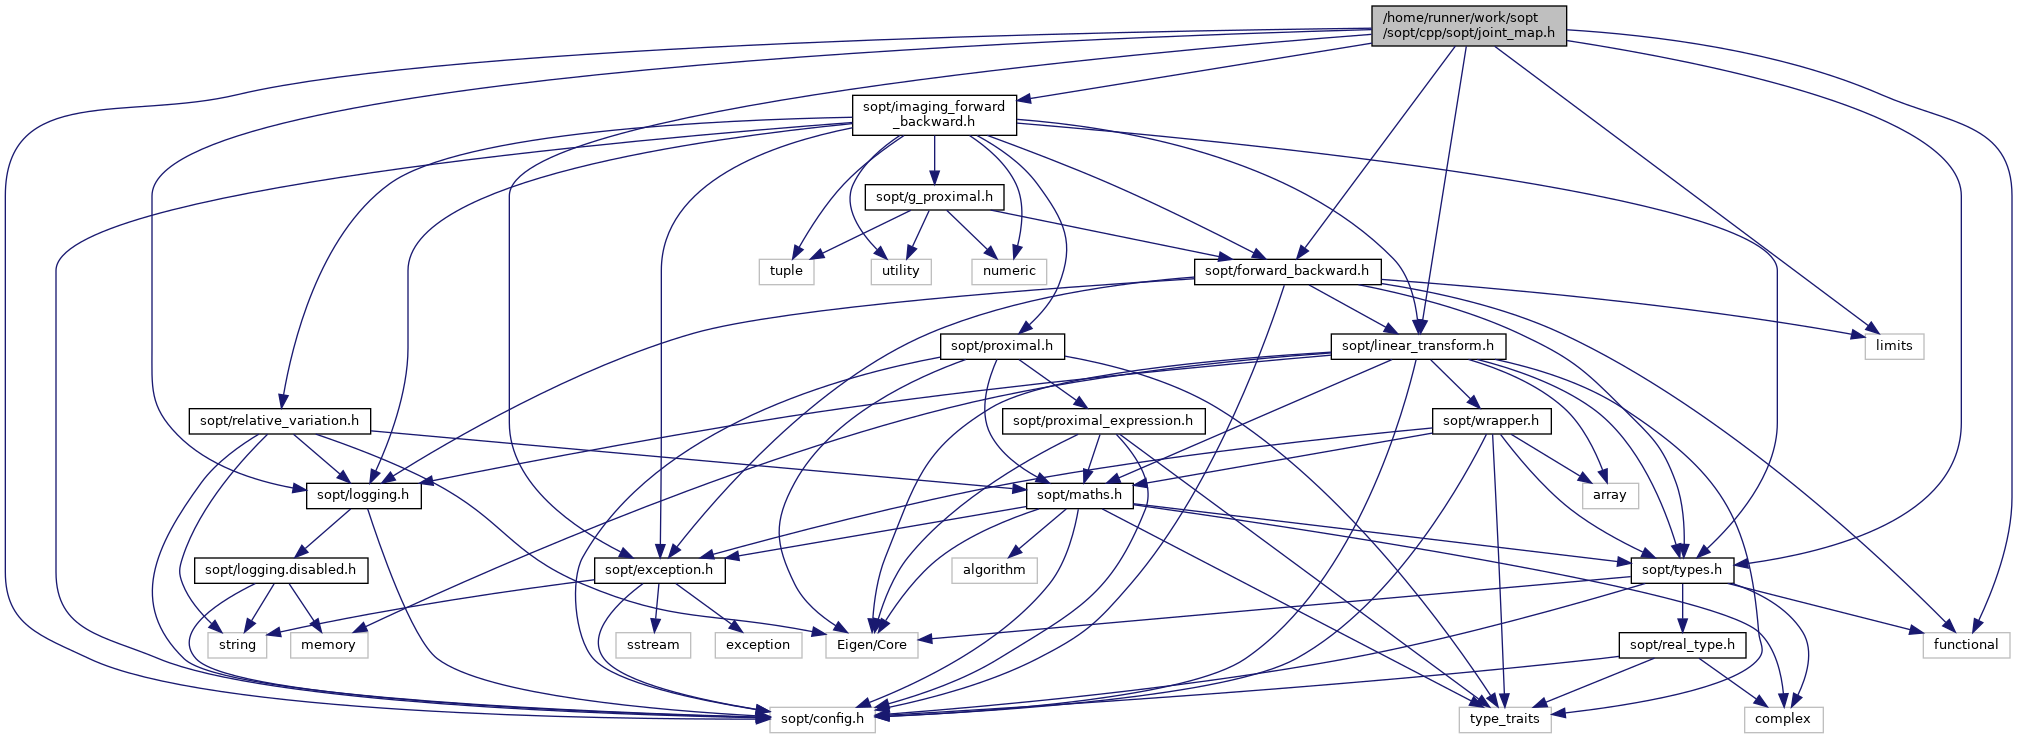 /home/runner/work/sopt
/sopt/cpp/sopt/joint_map.h
sopt/imaging_forward
_backward.h
sopt/g_proximal.h
tuple
utility
numeric
sopt/forward_backward.h
sopt/proximal.h
sopt/linear_transform.h
limits
sopt/relative_variation.h
sopt/proximal_expression.h
sopt/wrapper.h
sopt/logging.h
sopt/maths.h
array
sopt/logging.disabled.h
sopt/exception.h
algorithm
sopt/types.h
string
memory
sstream
exception
Eigen/Core
sopt/real_type.h
functional
sopt/config.h
type_traits
complex